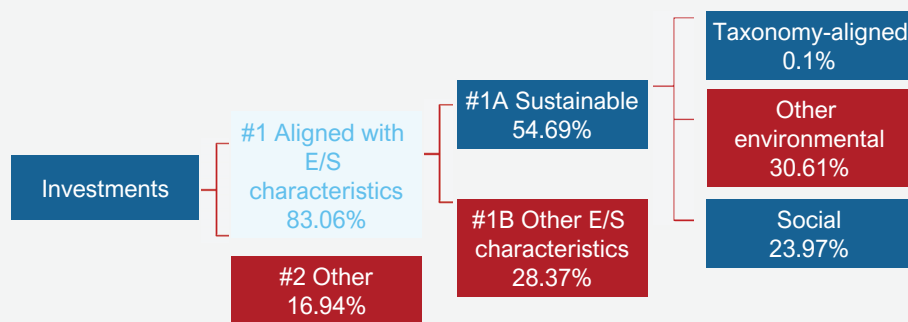 Investments
#1 Aligned with
E/S
characteristics
83.06%
#2 Other
16.94%
#1A Sustainable
54.69%
#1B Other E/S
characteristics
28.37%
Taxonomy-aligned
0.1%
Other
environmental
30.61%
Social
23.97%